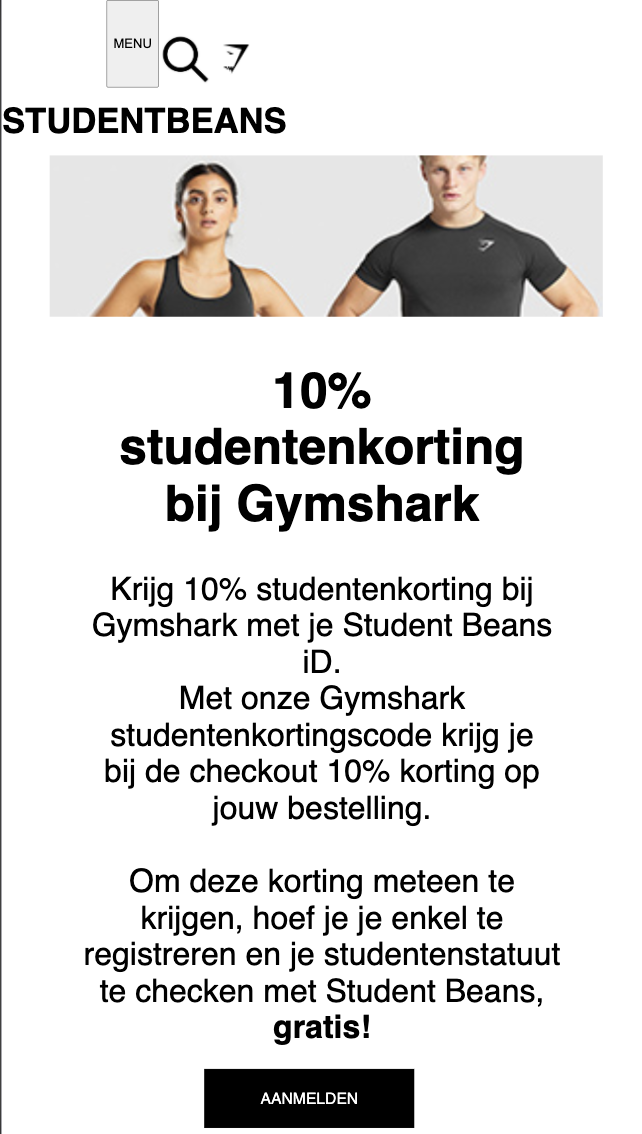 MENU
STUDENTBEANS
10%
studentenkorting
bij Gymshark
Krijg 10% studentenkorting bij
Gymshark met je Student Beans
iD.
Met onze Gymshark
studentenkortingscode krijg je
bij de checkout 10% korting op
jouw bestelling.
Om deze korting meteen te
krijgen, hoef je je enkel te
registreren en je studentenstatuut
te checken met Student Beans,
gratis!
AANMELDEN